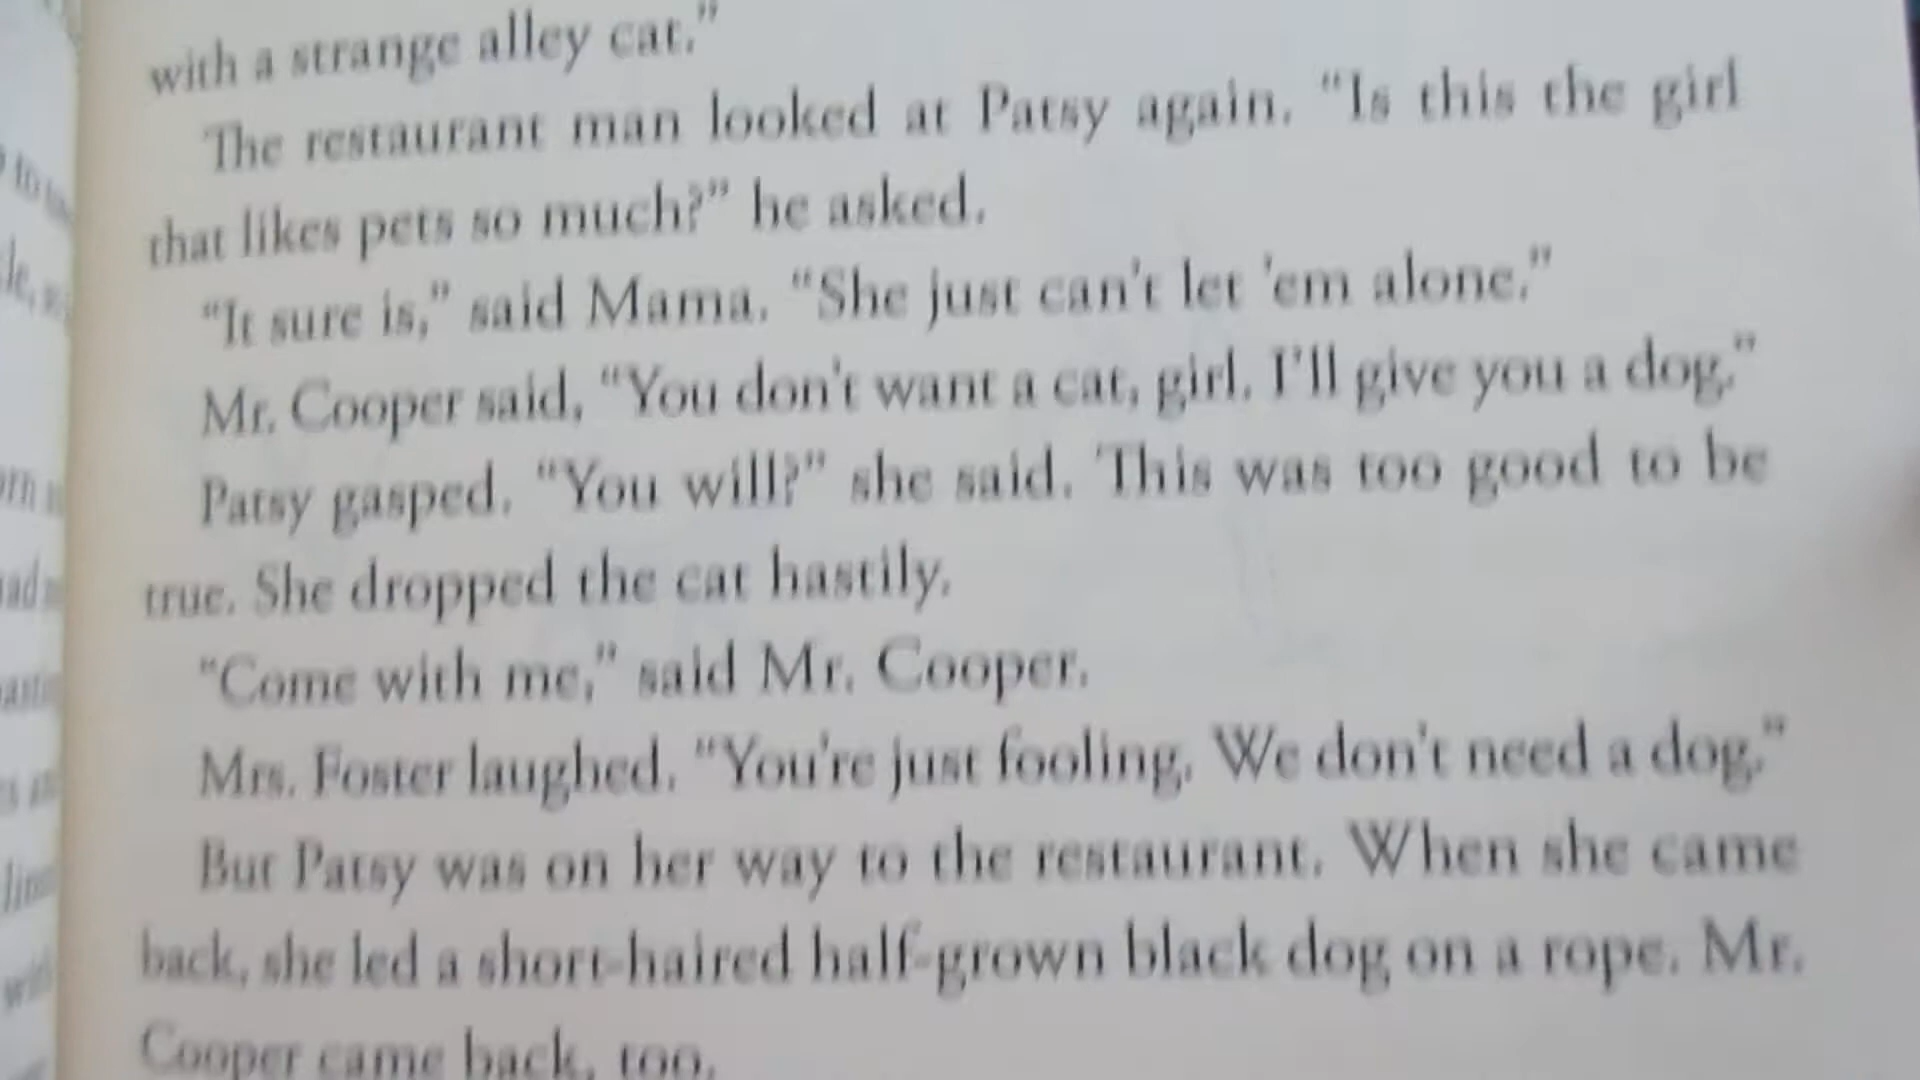 with a strange alley cat.”
The restaurant man looked at Patsy again. “Is this the girl
that likes pets so much?” he asked.
“It sure is,” said Mama. “She just can't let 'em alone.”
Mr. Cooper said, “You don't want a cat, girl. I'll give you a dog.”
Patsy gasped. “You will?” she said. This was too good to be
true. She dropped the cat hastily.
“Come with me,” said Mr. Cooper.
Mrs. Foster laughed. “You're just fooling. We don't need a dog.”
But Patsy was on her way to the restaurant. When she came
back, she led a short-haired half-grown black dog on a rope. Mr.
Cooper came back, too.